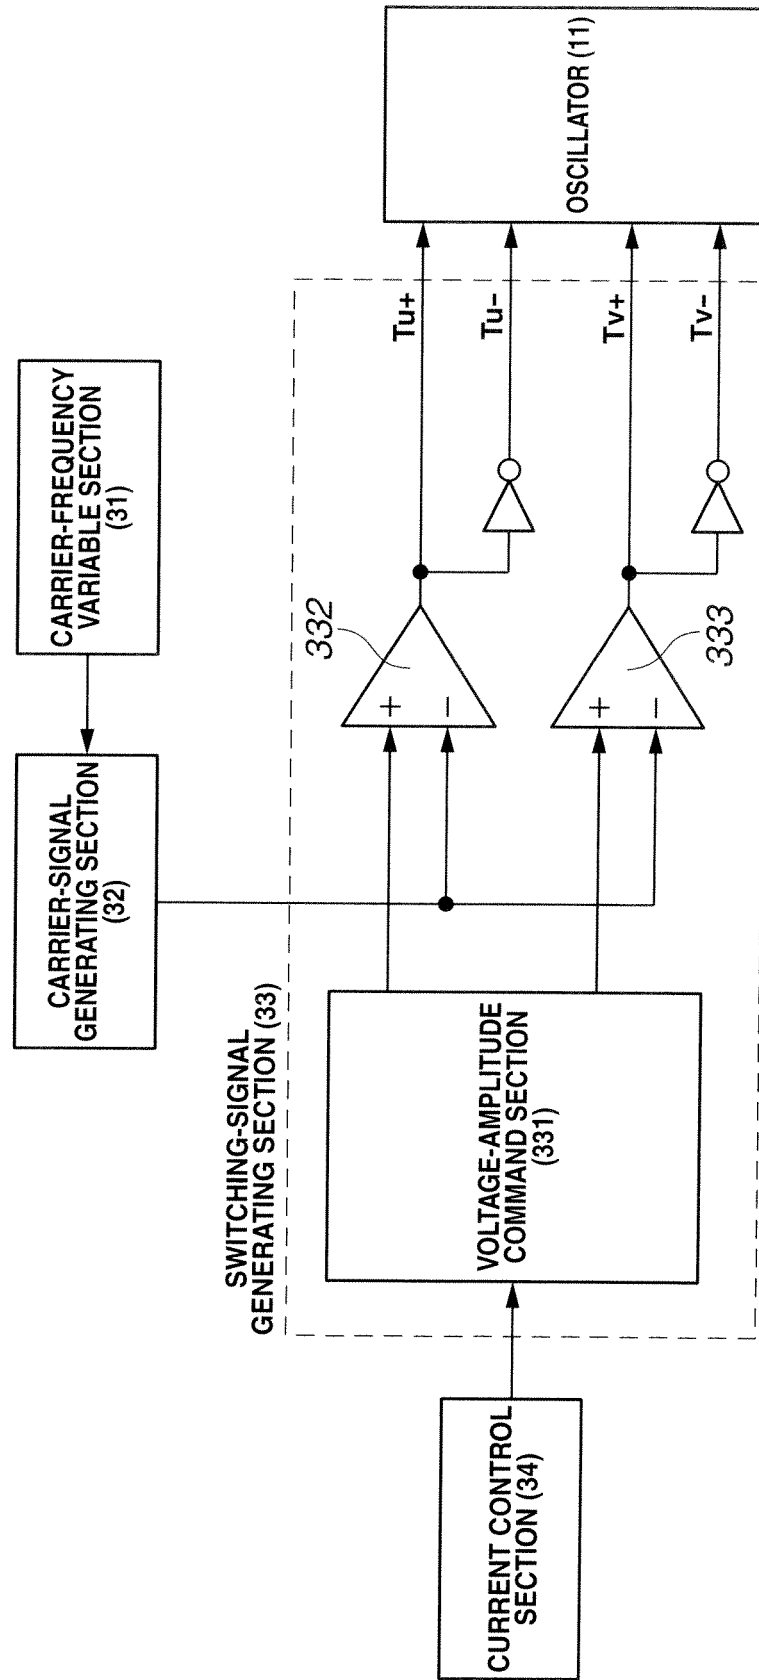 CARRIER-FREQUENCY
VARIABLE SECTION
(31)
CARRIER-SIGNAL
GENERATING SECTION
(32)
SWITCHING-SIGNAL
GENERATING SECTION (33)
CURRENT CONTROL
SECTION (34)
VOLTAGE-AMPLITUDE
COMMAND SECTION
(331)
332
+
−
333
+
−
Tu+
Tu−
Tv+
Tv−
OSCILLATOR (11)